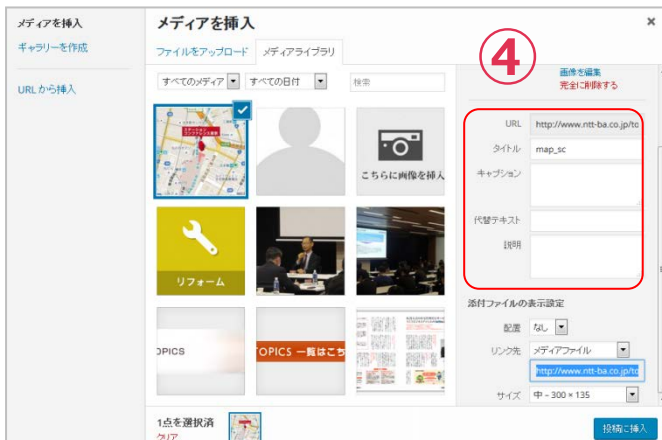 メディアを挿入
ギャラリーを作成
URLから挿入
メディアを挿入
×
ファイルをアップロード
メディアライブラリ
すべてのメディア
すべての日付
検索
こちらに画像を挿入
リフォーム
OPICS
TOPICS 一覧はこち
④
画像を編集
完全に削除する
URL
http://www.ntt-ba.co.jp/to
タイトル
map_sc
キャプション
代替テキスト
説明
添付ファイルの表示設定
配置
なし
リンク先
メディアファイル
http://www.ntt-ba.co.jp/to
サイズ
中 – 300 × 135
1点を選択済
クリア
投稿に挿入